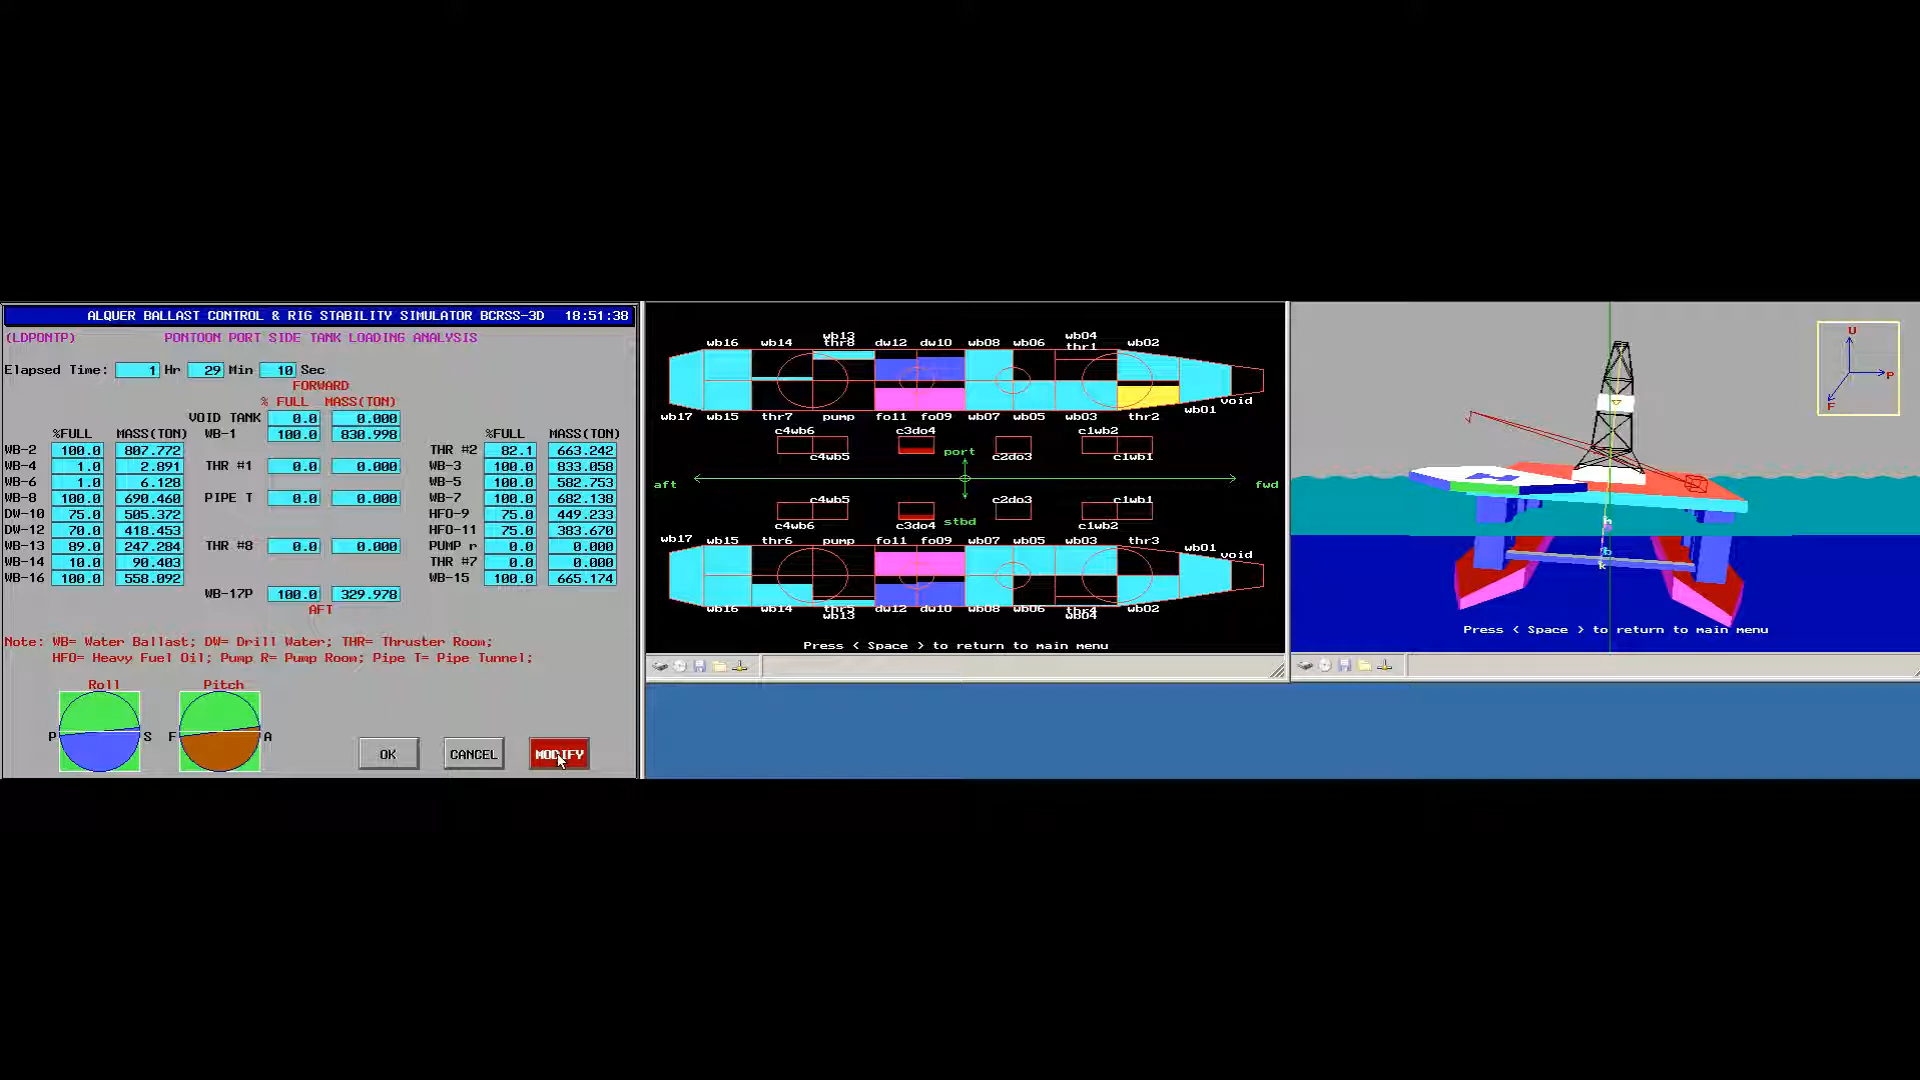 ALQUER BALLAST CONTROL & RIG STABILITY SIMULATOR BCRSS-3D 18:51:38
(LDPONTP) PONTOON PORT SIDE TANK LOADING ANALYSIS
Elapsed Time: 1 Hr 29 Min 10 Sec
FORWARD
% FULL MASS(TON)
VOID TANK 0.0 0.000
%FULL MASS(TON) WB-1 100.0 830.998 %FULL MASS(TON)
WB-2 100.0 807.772 THR #2 82.1 663.242
WB-4 1.0 2.891 THR #1 0.0 0.000 WB-3 100.0 833.058
WB-6 1.0 6.128 WB-5 100.0 582.753
WB-8 100.0 690.460 PIPE T 0.0 0.000 WB-7 100.0 682.138
DW-10 75.0 505.372 HFO-9 75.0 449.233
DW-12 70.0 418.453 HFO-11 75.0 383.670
WB-13 89.0 247.284 THR #8 0.0 0.000 PUMP r 0.0 0.000
WB-14 10.0 90.403 THR #7 0.0 0.000
WB-16 100.0 558.092 WB-15 100.0 665.174
WB-17P 100.0 329.978
AFT
Note: WB= Water Ballast; DW= Drill Water; THR= Thruster Room;
HFO= Heavy Fuel Oil; Pump R= Pump Room; Pipe T= Pipe Tunnel;
Roll Pitch
P S F A
OK CANCEL MODIFY
wb13 wb04
wb16 wb14 thr8 dw12 dw10 wb08 wb06 thr1 wb02
void
wb17 wb15 thr7 pump fo11 fo09 wb07 wb05 wb03 thr2 wb01
c4wb6 c3do4 c1wb2
c4wb5 port c2do3 c1wb1
aft fwd
c4wb5 c2do3 c1wb1
c4wb6 c3do4 stbd c1wb2
wb17 wb15 thr6 pump fo11 fo09 wb07 wb05 wb03 thr3 wb01
void
wb16 wb14 thr5 dw12 dw10 wb08 wb06 thr4 wb02
wb13 wb04
Press < Space > to return to main menu
U
P
F
h
b
k
Press < Space > to return to main menu